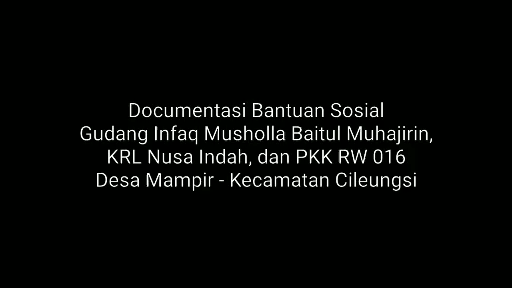 Documentasi Bantuan Sosial
Gudang Infaq Musholla Baitul Muhajirin,
KRL Nusa Indah, dan PKK RW 016
Desa Mampir - Kecamatan Cileungsi